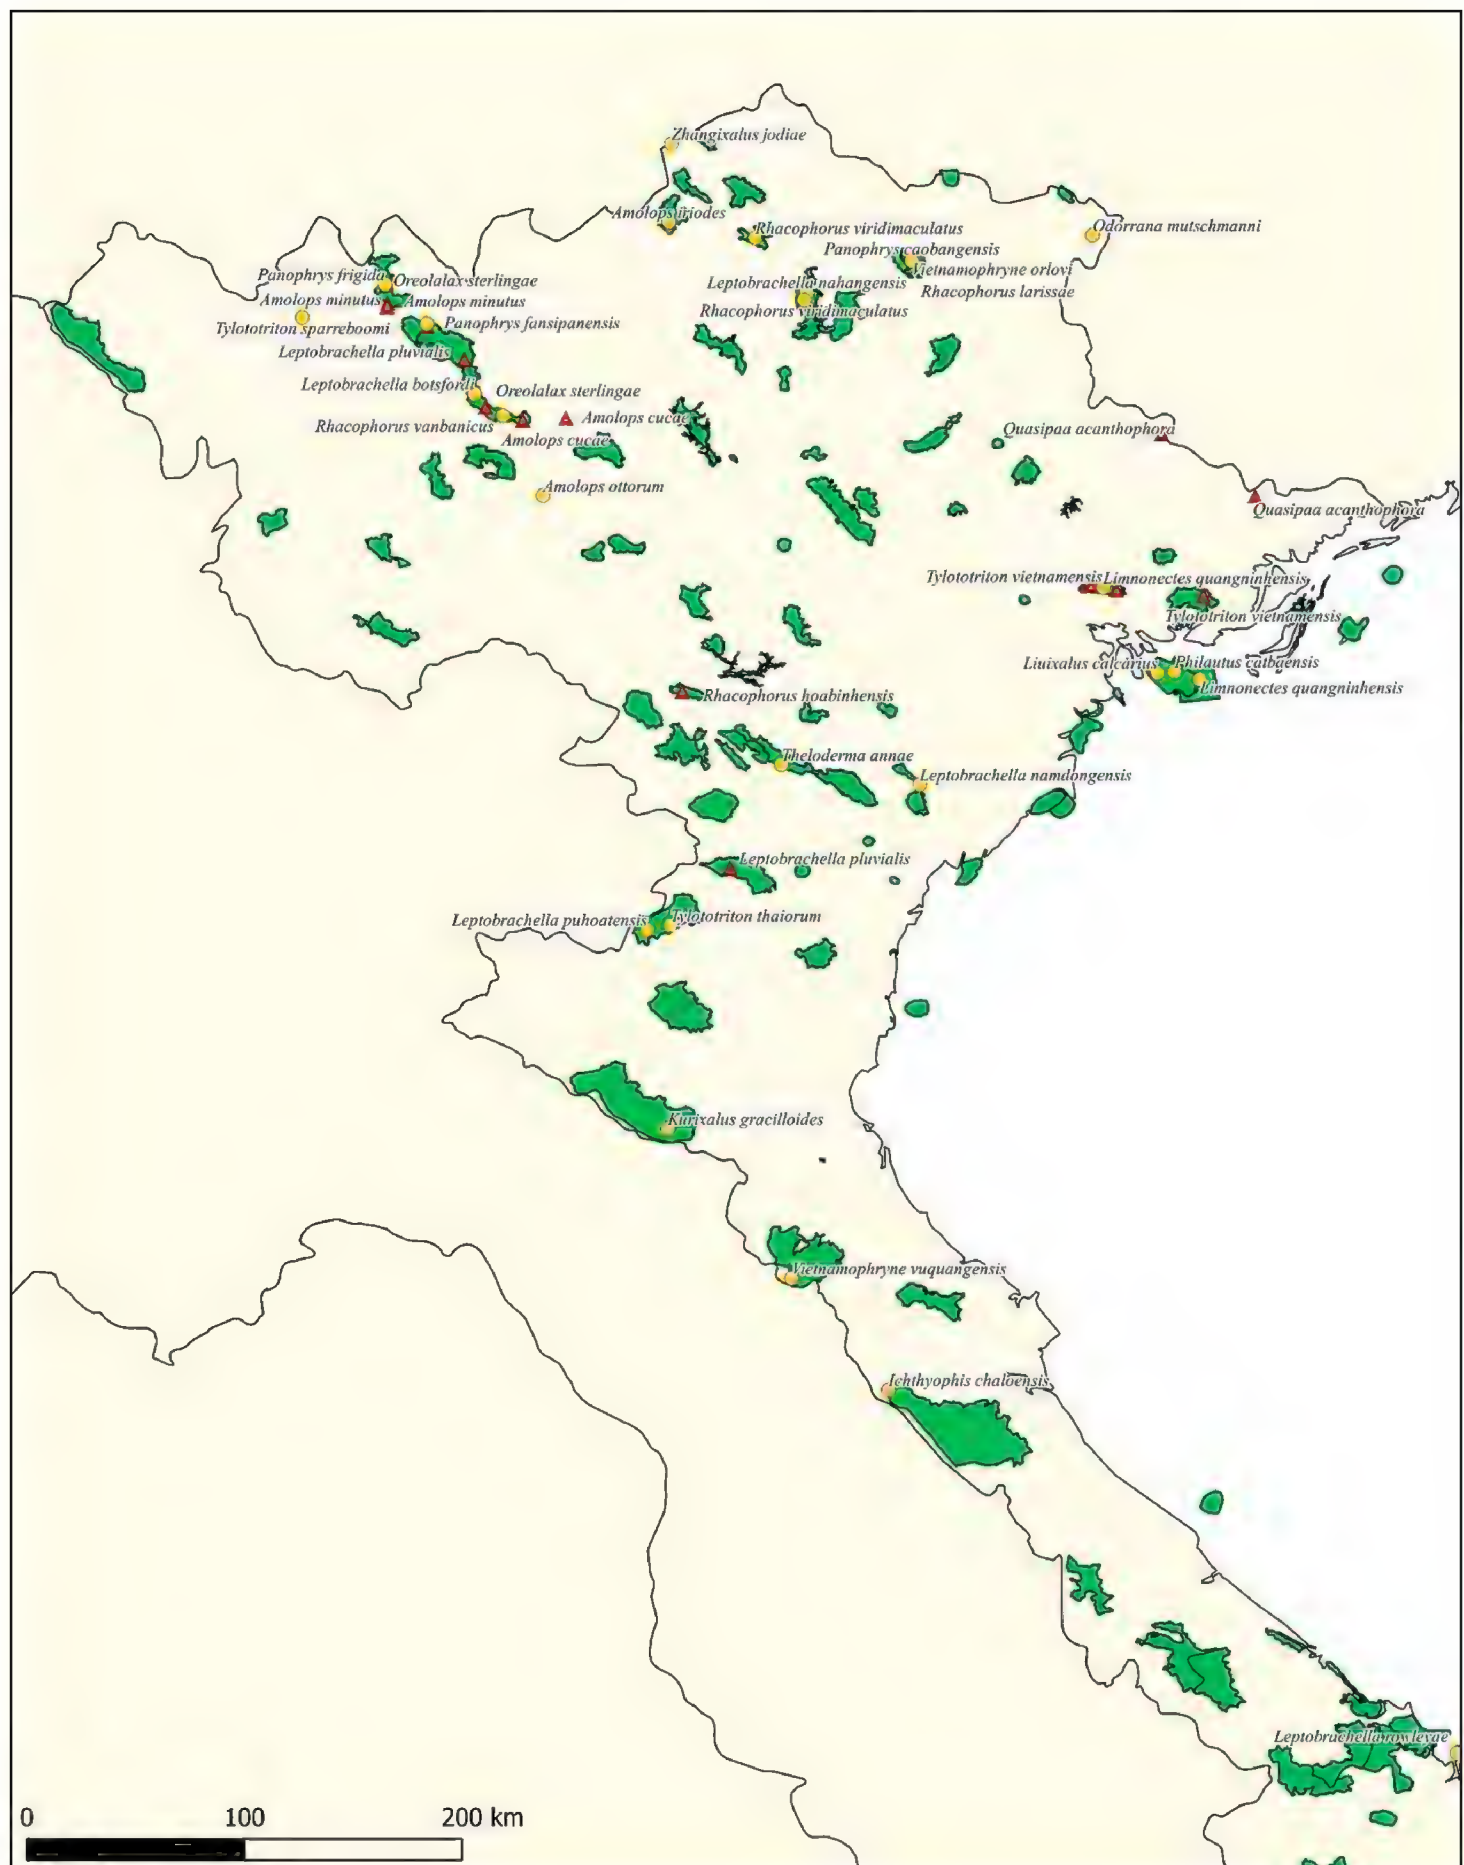 Zhangixalus jodiae
Amolops iriodes
Rhacophorus viridimaculatus
Odorrana mutschmanni
Panophrys caobangensis
Vietnamophryne orlovi
Panophrys frigida
Oreolalax sterlingae
Leptobrachella nahangensis
Rhacophorus larissae
Amolops minutus
Amolops minutus
Rhacophorus viridimaculatus
Tylototriton sparreboomi
Panophrys fansipanensis
Leptobrachella pluvialis
Leptobrachella botsfordi
Oreolalax sterlingae
Rhacophorus vanbanicus
Amolops cucae
Amolops cucae
Quasipaa acanthophora
Amolops ottorum
Quasipaa acanthophora
Tylototriton vietnamensis
Limnonectes quangninhensis
Tylototriton vietnamensis
Liuixalus calcarius
Philautus catbaensis
Limnonectes quangninhensis
Rhacophorus hoabinhensis
Theloderma annae
Leptobrachella namdongensis
Leptobrachella pluvialis
Leptobrachella puhoatensis
Tylototriton thaiorum
Kurixalus gracilloides
Vietnamophryne vuquangensis
Ichthyophis chaloensis
Leptobrachella rowleyae
0 100 200 km